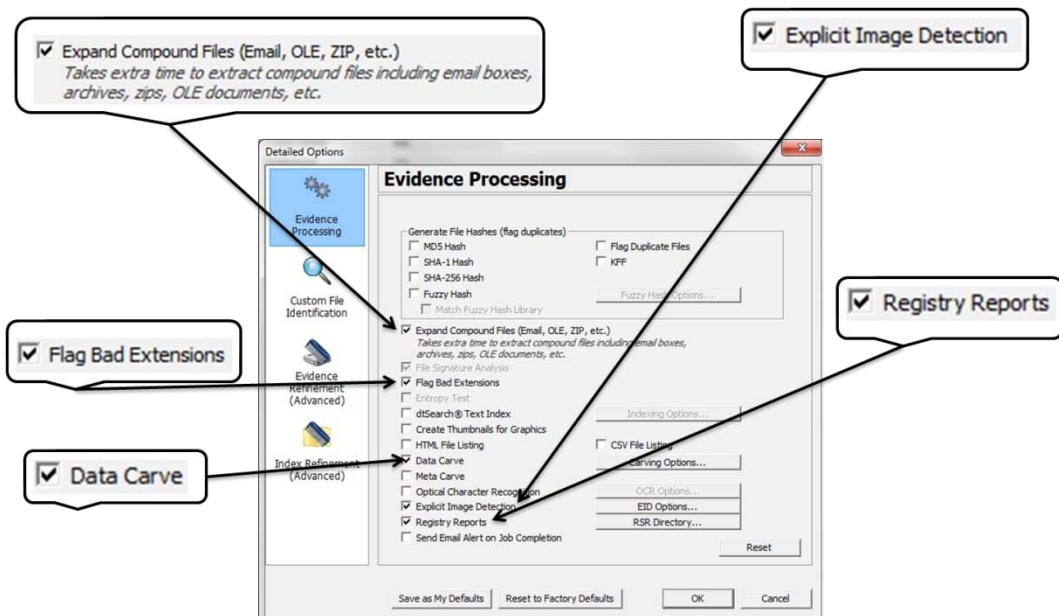 Expand Compound Files (Email, OLE, ZIP, etc.)
Takes extra time to extract compound files including email boxes,
archives, zips, OLE documents, etc.
Explicit Image Detection
Detailed Options
Evidence Processing
Evidence
Processing
Custom File
Identification
Evidence
Refinement
(Advanced)
Index Refinement
(Advanced)
Generate File Hashes (flag duplicates)
MD5 Hash
Flag Duplicate Files
SHA-1 Hash
KFF
SHA-256 Hash
Fuzzy Hash
Fuzzy Hash Options...
Match Fuzzy Hash Library
Expand Compound Files (Email, OLE, ZIP, etc.)
Takes extra time to extract compound files including email boxes,
archives, zips, OLE documents, etc.
File Signature Analysis
Flag Bad Extensions
Entropy Test
dtSearch® Text Index
Indexing Options...
Create Thumbnails for Graphics
HTML File Listing
CSV File Listing
Data Carve
Carving Options...
Meta Carve
Optical Character Recognition
OCR Options...
Explicit Image Detection
EID Options...
Registry Reports
RSR Directory...
Send Email Alert on Job Completion
Reset
Save as My Defaults
Reset to Factory Defaults
OK
Cancel
Registry Reports
Flag Bad Extensions
Data Carve